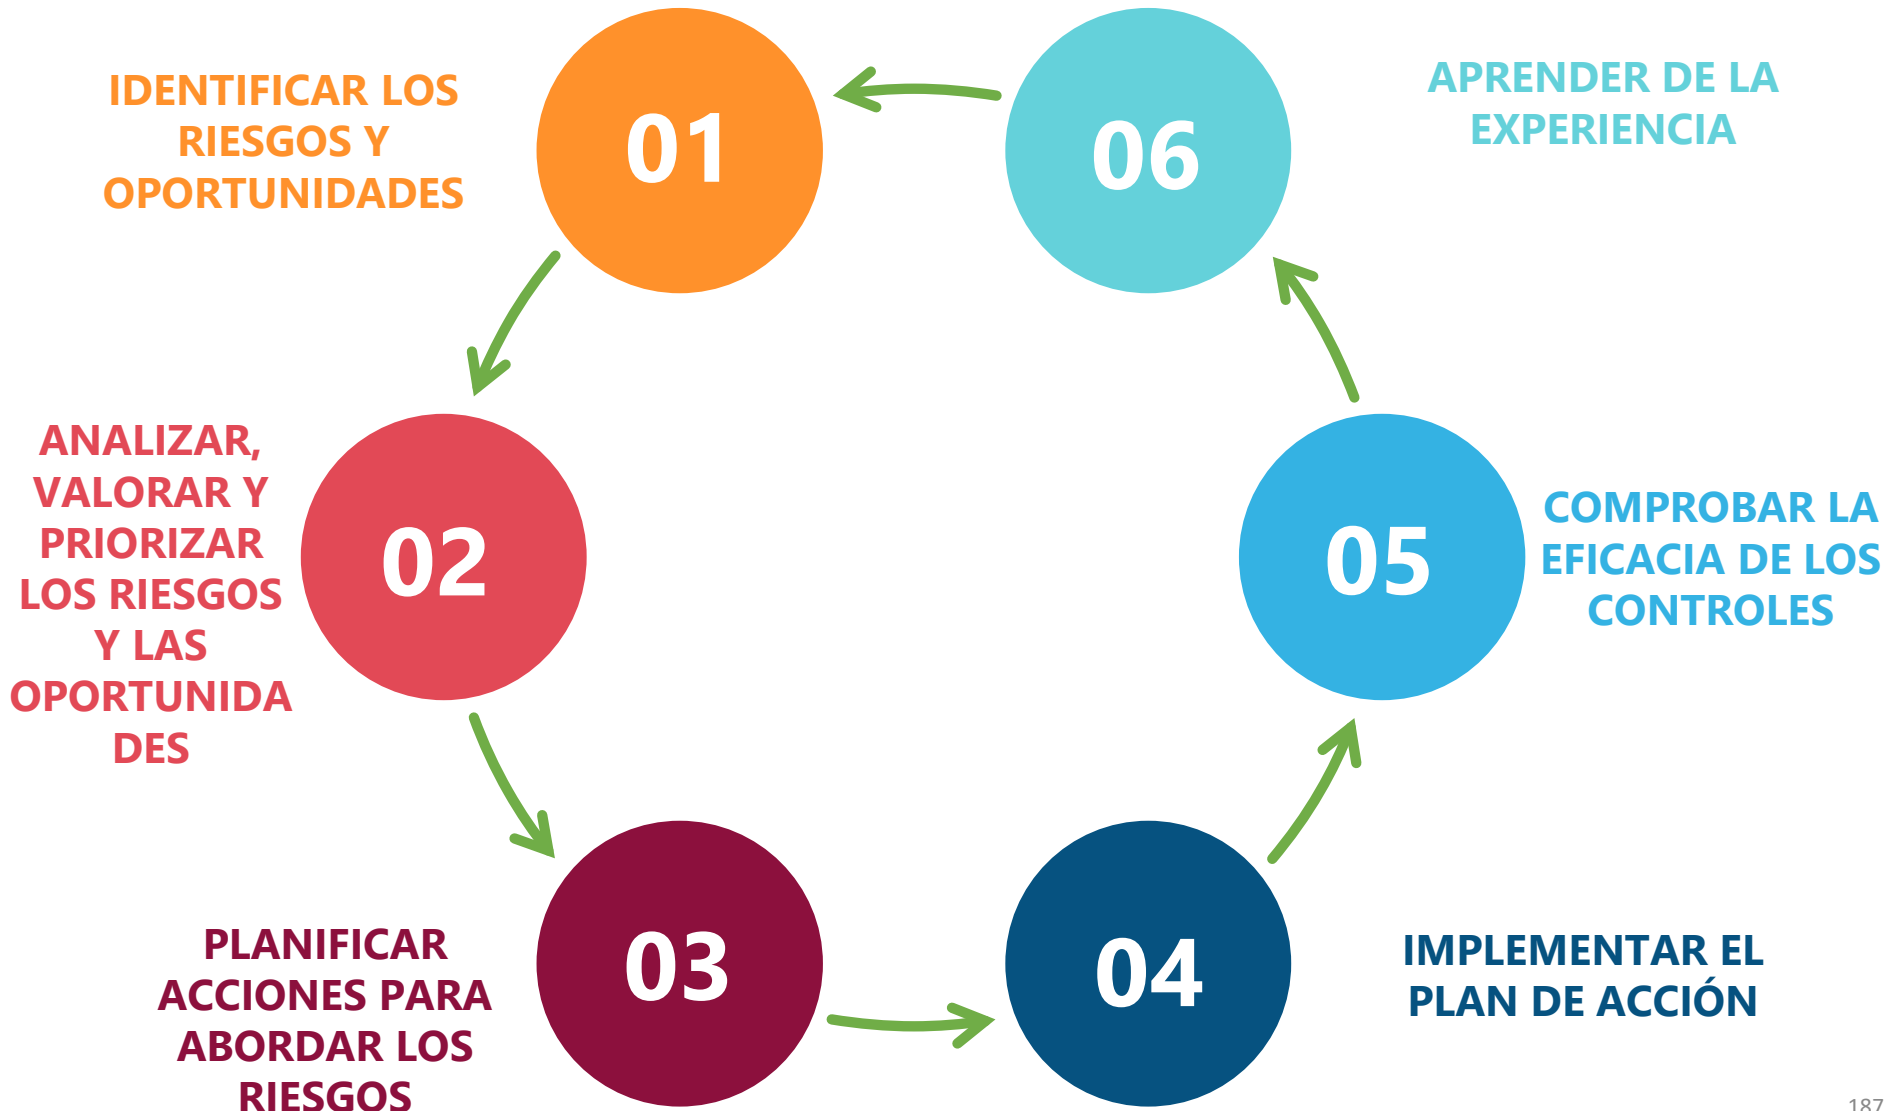 IDENTIFICAR LOS
RIESGOS Y
OPORTUNIDADES
01
06
APRENDER DE LA
EXPERIENCIA
ANALIZAR,
VALORAR Y
PRIORIZAR
LOS RIESGOS
Y LAS
OPORTUNIDA
DES
02
05
COMPROBAR LA
EFICACIA DE LOS
CONTROLES
PLANIFICAR
ACCIONES PARA
ABORDAR LOS
RIESGOS
03
04
IMPLEMENTAR EL
PLAN DE ACCIÓN
187